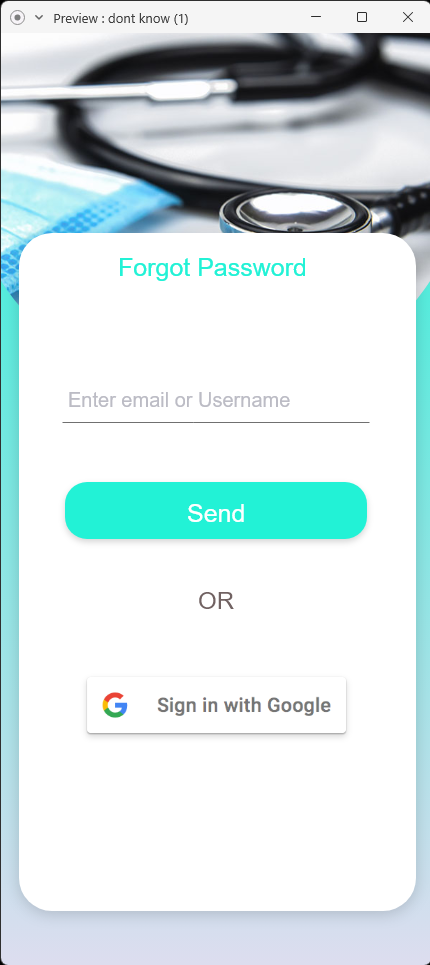 Preview : dont know (1)
Forgot Password
Enter email or Username
Send
OR
Sign in with Google